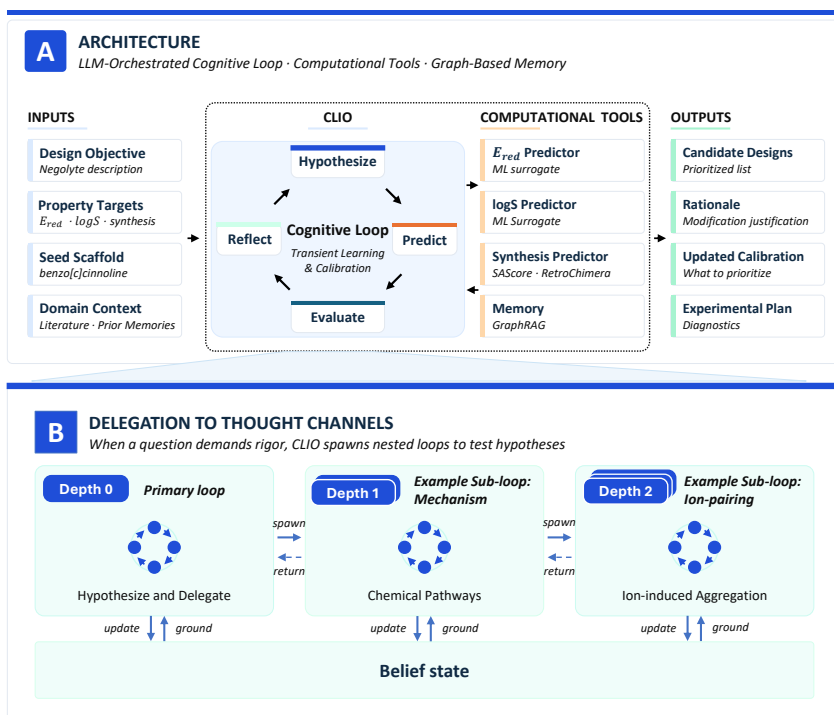 A
ARCHITECTURE
LLM-Orchestrated Cognitive Loop · Computational Tools · Graph-Based Memory
INPUTS
Design Objective
Negolyte description
Property Targets
E_red · logS · synthesis
Seed Scaffold
benzo[c]cinnoline
Domain Context
Literature · Prior Memories
CLIO
Hypothesize
Reflect
Cognitive Loop
Transient Learning
& Calibration
Predict
Evaluate
COMPUTATIONAL TOOLS
E_red Predictor
ML surrogate
logS Predictor
ML Surrogate
Synthesis Predictor
SAScore · RetroChimera
Memory
GraphRAG
OUTPUTS
Candidate Designs
Prioritized list
Rationale
Modification justification
Updated Calibration
What to prioritize
Experimental Plan
Diagnostics
B
DELEGATION TO THOUGHT CHANNELS
When a question demands rigor, CLIO spawns nested loops to test hypotheses
Depth 0
Primary loop
Hypothesize and Delegate
spawn
return
Depth 1
Example Sub-loop:
Mechanism
Chemical Pathways
spawn
return
Depth 2
Example Sub-loop:
Ion-pairing
Ion-induced Aggregation
update
ground
update
ground
update
ground
Belief state